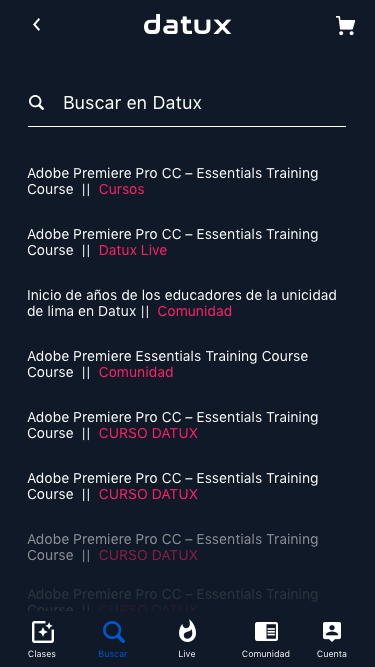 datux
Buscar en Datux
Adobe Premiere Pro CC – Essentials Training
Course || Cursos
Adobe Premiere Pro CC – Essentials Training
Course || Datux Live
Inicio de años de los educadores de la unicidad
de lima en Datux || Comunidad
Adobe Premiere Essentials Training Course
Course || Comunidad
Adobe Premiere Pro CC – Essentials Training
Course || CURSO DATUX
Adobe Premiere Pro CC – Essentials Training
Course || CURSO DATUX
Adobe Premiere Pro CC – Essentials Training
Course || CURSO DATUX
Adobe Premiere Pro CC – Essentials Training
Course || CURSO DATUX
Clases Buscar Live Comunidad Cuenta